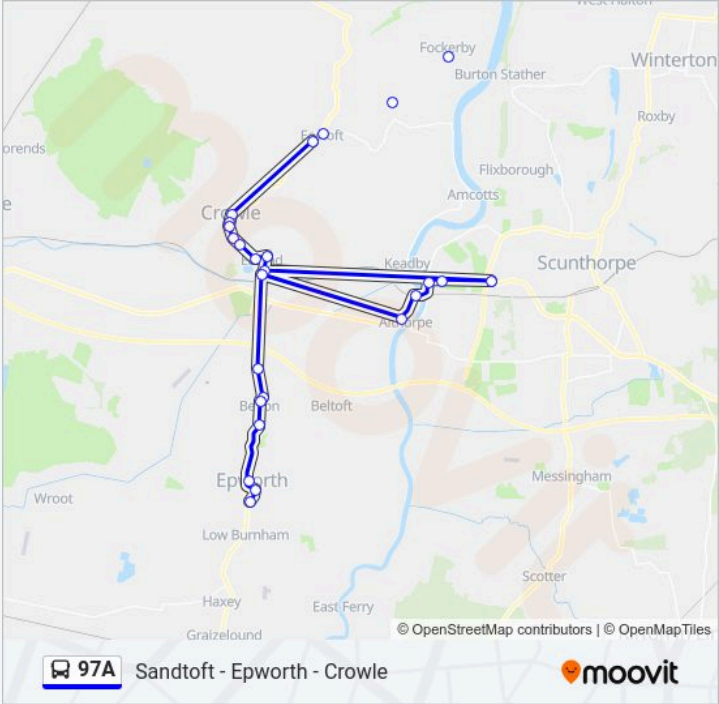 West Halton
Fockerby
Burton Stather
Winterton
Roxby
orends
Flixborough
Amcotts
e
Crowle
Keadby
Scunthorpe
Althorpe
Belton
Beltoft
Messingham
Epworth
Wroot
Low Burnham
Scotter
Haxey
East Ferry
Graizelound
© OpenStreetMap contributors | © OpenMapTiles
97A Sandtoft - Epworth - Crowle
moovit